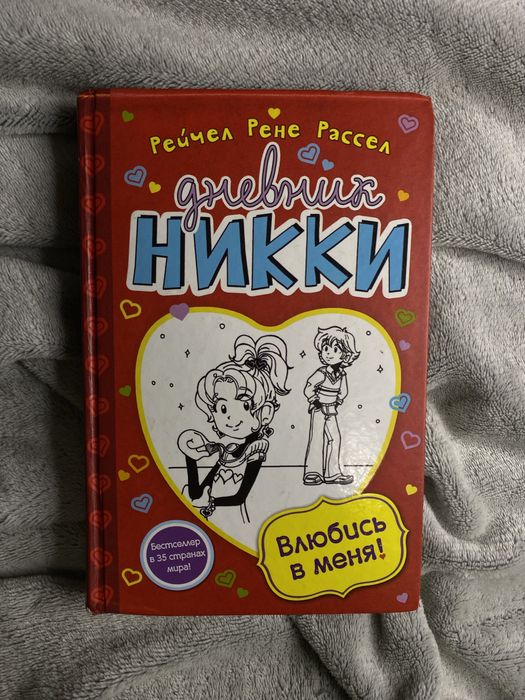 Рейчел Рене Рассел
дневник
НИККИ
Влюбись
в меня!
Бестселлер
в 35 странах
мира!